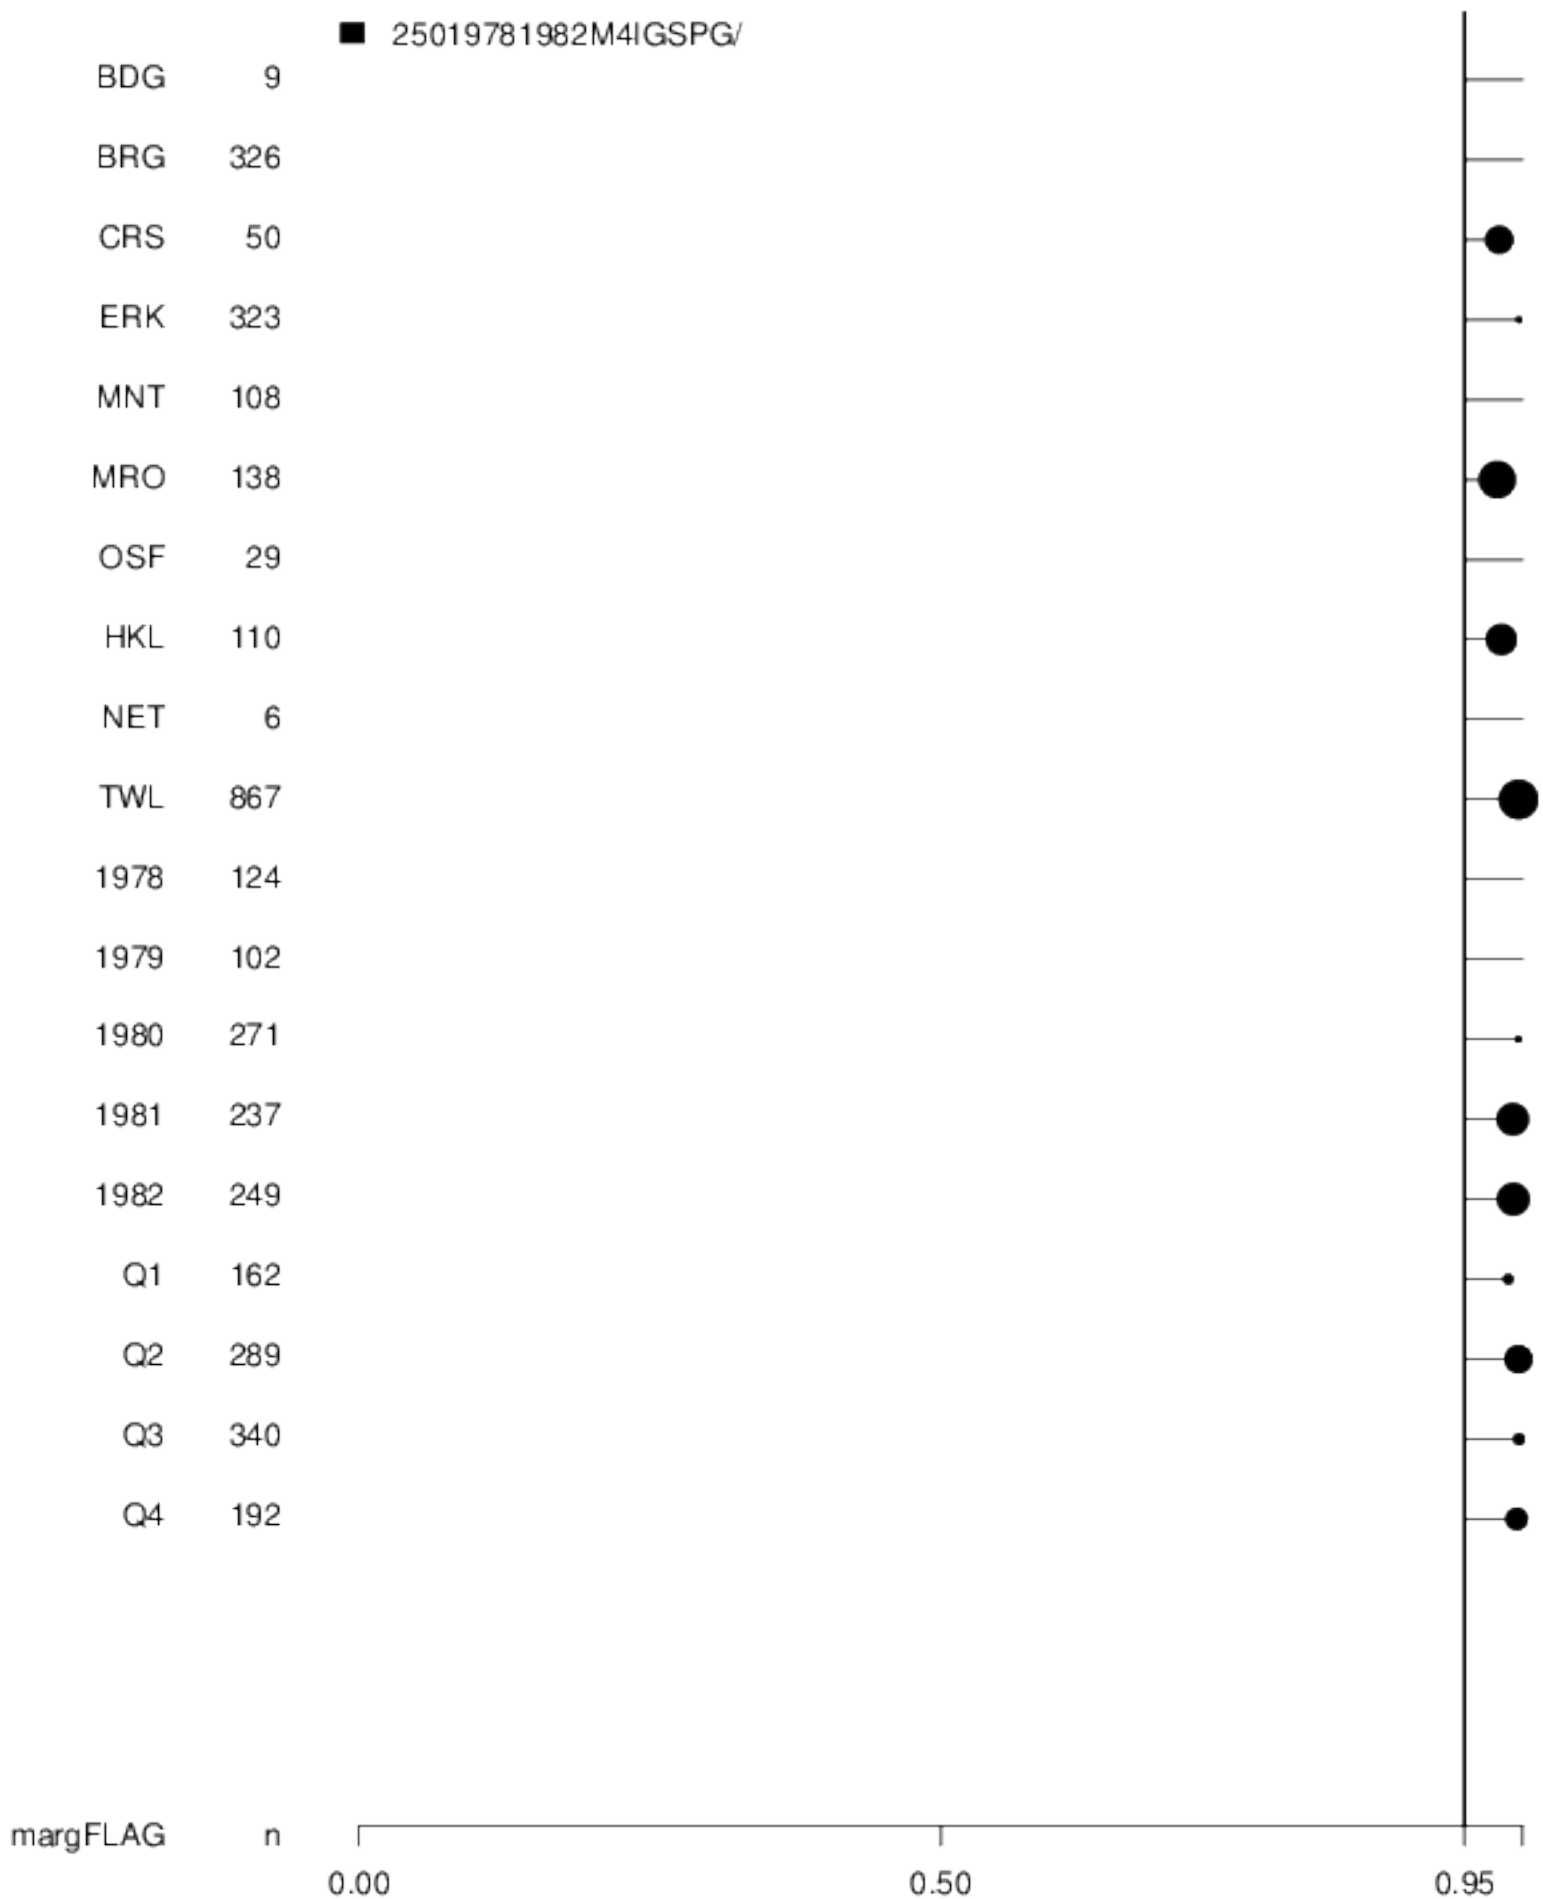 25019781982M4IGSPG/
BDG 9
BRG 326
CRS 50
ERK 323
MNT 108
MRO 138
OSF 29
HKL 110
NET 6
TWL 867
1978 124
1979 102
1980 271
1981 237
1982 249
Q1 162
Q2 289
Q3 340
Q4 192
margFLAG n
0.00 0.50 0.95